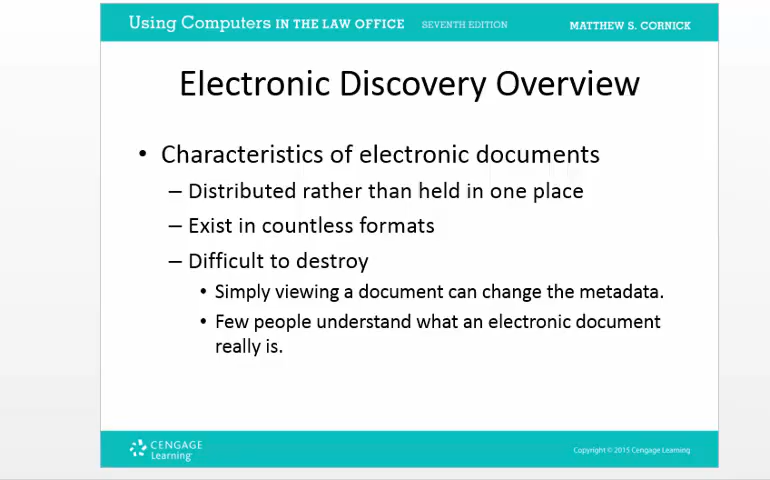 Using Computers IN THE LAW OFFICE SEVENTH EDITION MATTHEW S. CORNICK
Electronic Discovery Overview
• Characteristics of electronic documents
– Distributed rather than held in one place
– Exist in countless formats
– Difficult to destroy
• Simply viewing a document can change the metadata.
• Few people understand what an electronic document
really is.
CENGAGE
Learning™
Copyright © 2015 Cengage Learning